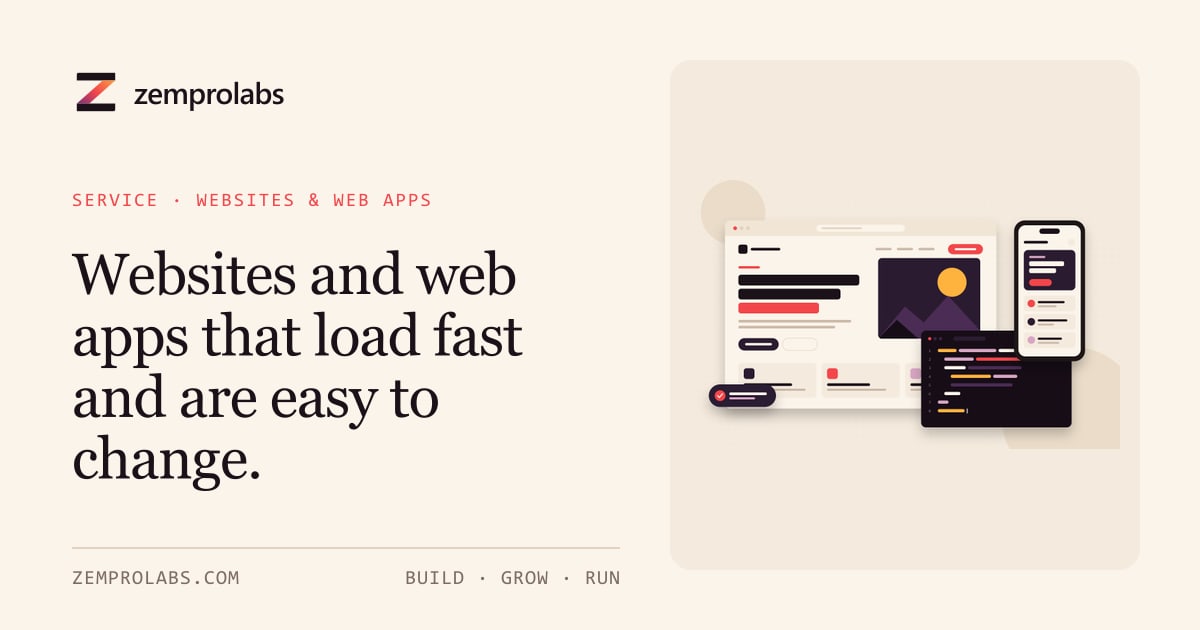 zemprolabs
SERVICE · WEBSITES & WEB APPS
Websites and web
apps that load fast
and are easy to
change.
ZEMPROLABS.COM
BUILD · GROW · RUN